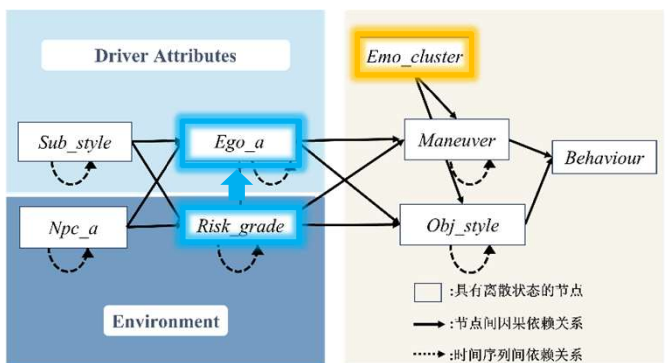 Driver Attributes
Emo_cluster
Sub_style
Ego_a
Maneuver
Behaviour
Npc_a
Risk_grade
Obj_style
Environment
:具有离散状态的节点
:节点间因果依赖关系
:时间序列间依赖关系